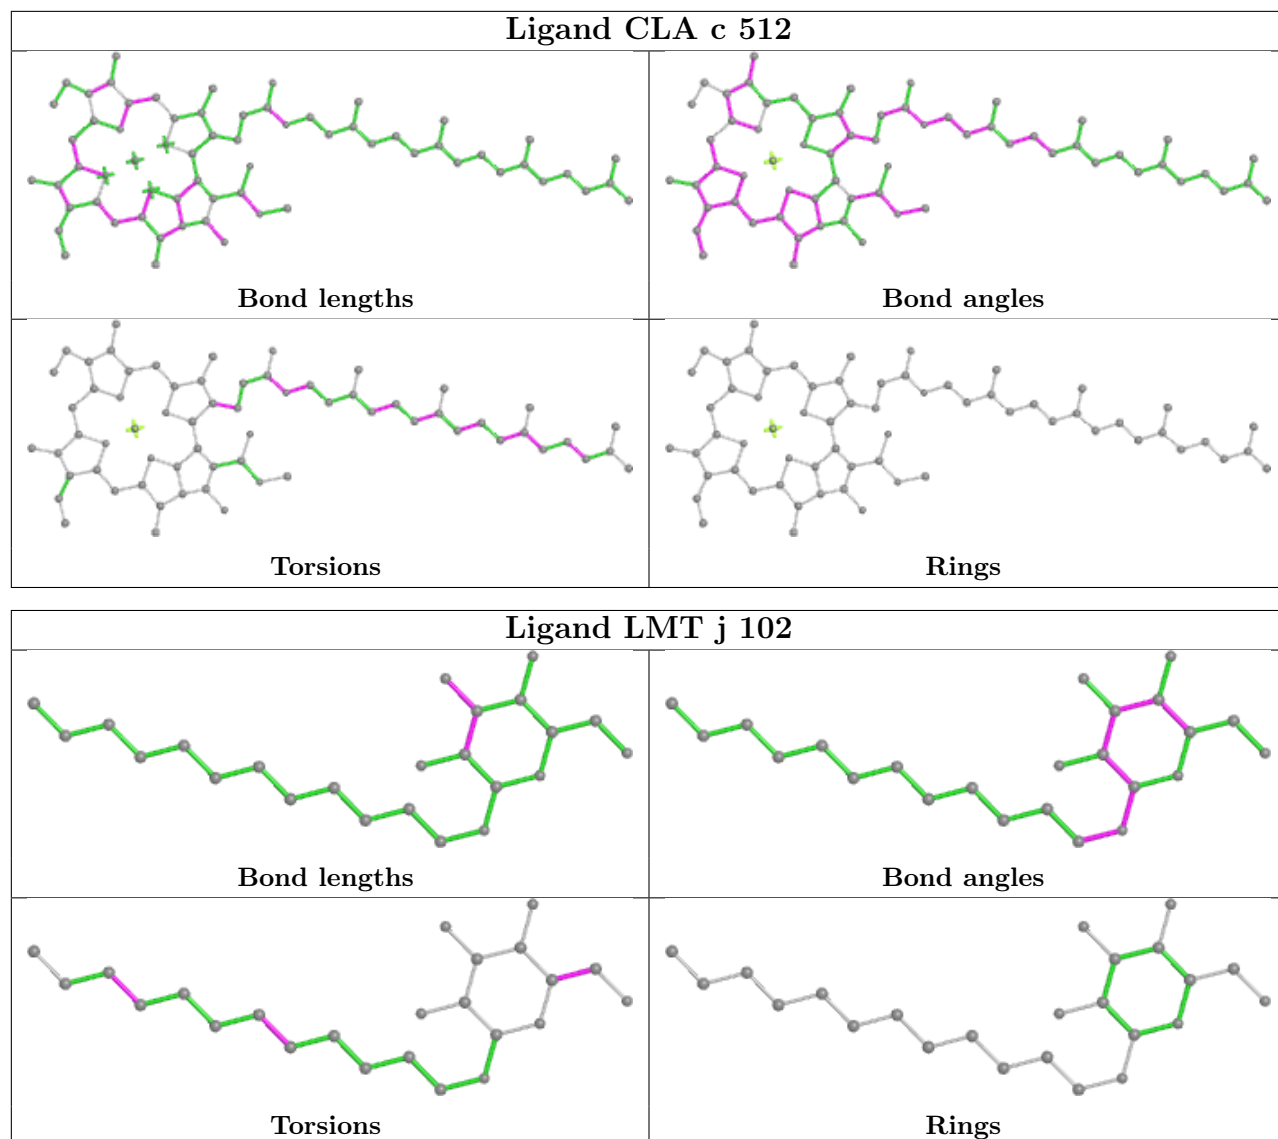 Ligand CLA c 512
Bond lengths
Bond angles
Torsions
Rings
Ligand LMT j 102
Bond lengths
Bond angles
Torsions
Rings